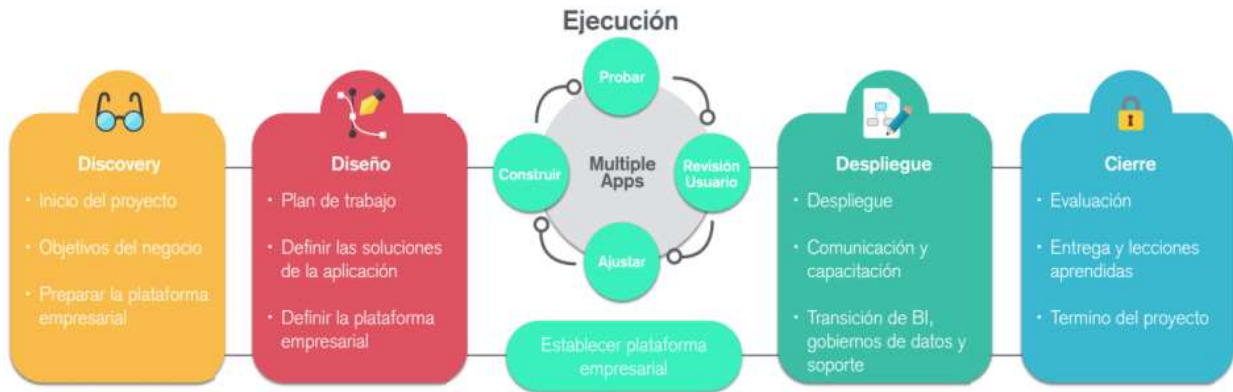 Ejecución
Discovery
• Inicio del proyecto
• Objetivos del negocio
• Preparar la plataforma
empresarial
Diseño
• Plan de trabajo
• Definir las soluciones
de la aplicación
• Definir la plataforma
empresarial
Probar
Construir
Multiple
Apps
Revisión
Usuario
Ajustar
Establecer plataforma
empresarial
Despliegue
• Despliegue
• Comunicación y
capacitación
• Transición de BI,
gobiernos de datos y
soporte
Cierre
• Evaluación
• Entrega y lecciones
aprendidas
• Termino del proyecto